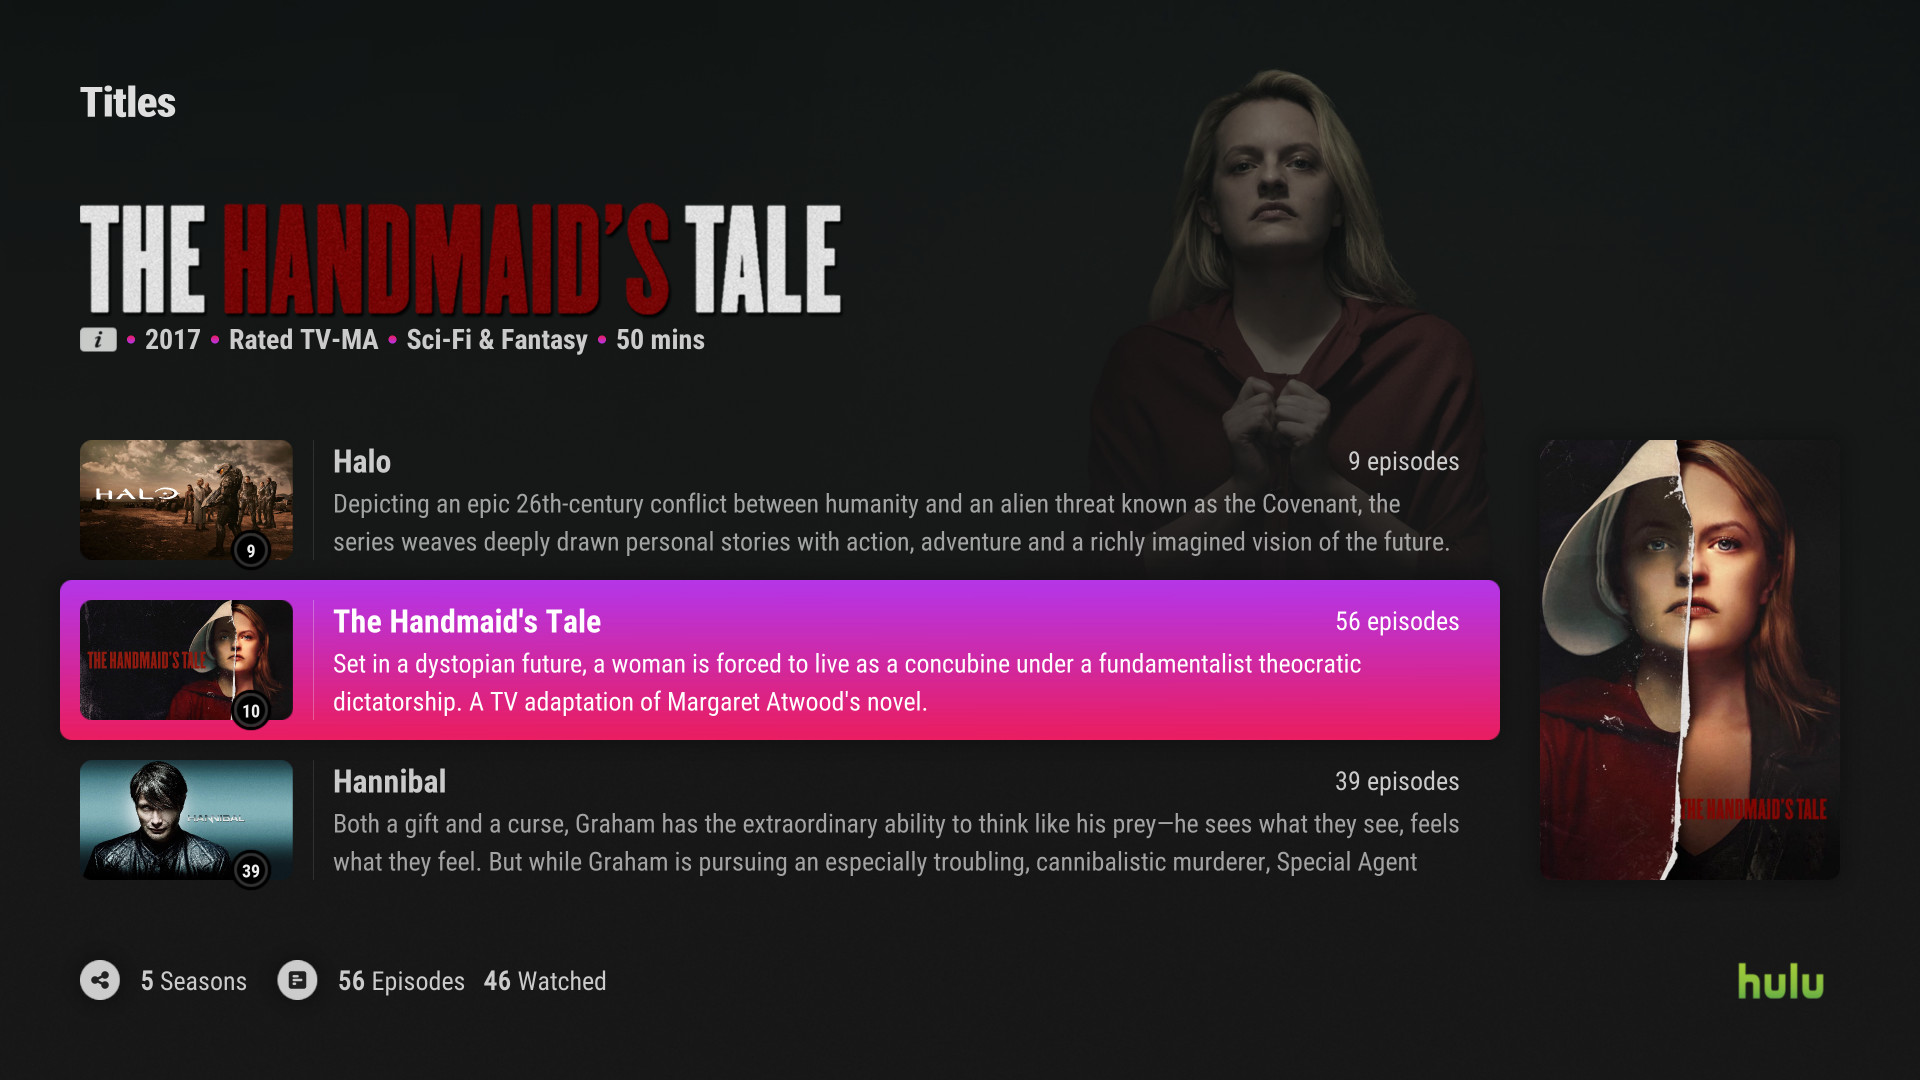 Titles
THE HANDMAID'S TALE
i • 2017 • Rated TV-MA • Sci-Fi & Fantasy • 50 mins
HALO
9
Halo
9 episodes
Depicting an epic 26th-century conflict between humanity and an alien threat known as the Covenant, the
series weaves deeply drawn personal stories with action, adventure and a richly imagined vision of the future.
THE HANDMAID'S TALE
10
The Handmaid's Tale
56 episodes
Set in a dystopian future, a woman is forced to live as a concubine under a fundamentalist theocratic
dictatorship. A TV adaptation of Margaret Atwood's novel.
HANNIBAL
39
Hannibal
39 episodes
Both a gift and a curse, Graham has the extraordinary ability to think like his prey—he sees what they see, feels
what they feel. But while Graham is pursuing an especially troubling, cannibalistic murderer, Special Agent
THE HANDMAID'S TALE
5 Seasons 56 Episodes 46 Watched
hulu